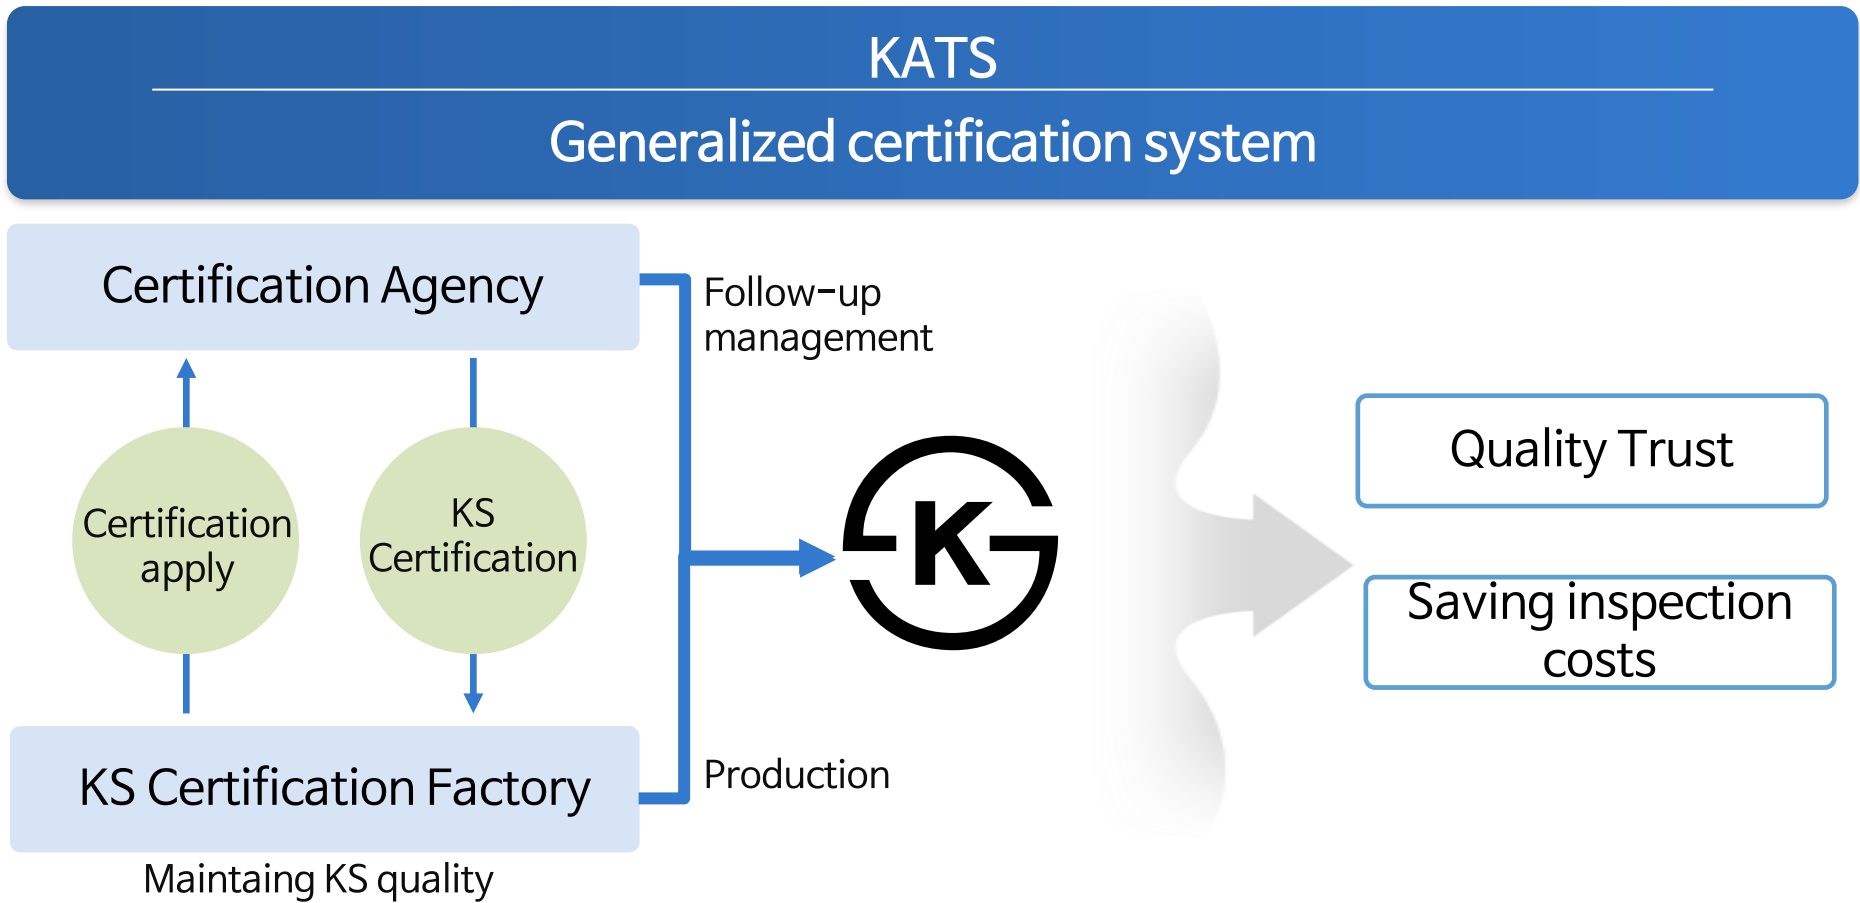 KATS
Generalized certification system
Certification Agency
Follow-up
management
Certification
apply
KS
Certification
K
Quality Trust
Saving inspection
costs
KS Certification Factory
Production
Maintaing KS quality